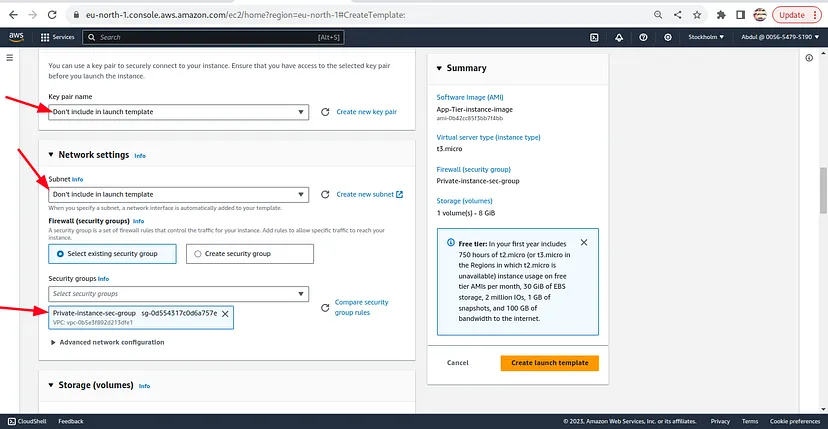 eu-north-1.console.aws.amazon.com/ec2/home?region=eu-north-1#CreateTemplate:
Update
aws
Services
Search
[Alt+S]
Stockholm
Abdul @ 0056-5479-5190
You can use a key pair to securely connect to your instance. Ensure that you have access to the selected key pair
before you launch the instance.
Key pair name
Don't include in launch template
Create new key pair
Network settings Info
Subnet Info
Don't include in launch template
Create new subnet
When you specify a subnet, a network interface is automatically added to your template.
Firewall (security groups) Info
A security group is a set of firewall rules that control the traffic for your instance. Add rules to allow specific traffic to reach your
instance.
Select existing security group
Create security group
Security groups Info
Select security groups
Private-instance-sec-group sg-0d554317c0d6a757e
VPC: vpc-0b5e3f892d213dfe1
Compare security
group rules
Advanced network configuration
Storage (volumes) Info
Summary
Software Image (AMI)
App-Tier-instance-image
ami-0b42cc85f3bb7f4bb
Virtual server type (instance type)
t3.micro
Firewall (security group)
Private-instance-sec-group
Storage (volumes)
1 volume(s) - 8 GiB
Free tier: In your first year includes
750 hours of t2.micro (or t3.micro
in the Regions in which t2.micro is
unavailable) instance usage on free
tier AMIs per month, 30 GiB of EBS
storage, 2 million IOs, 1 GB of
snapshots, and 100 GB of
bandwidth to the internet.
Cancel
Create launch template
CloudShell
Feedback
© 2023, Amazon Web Services, Inc. or its affiliates.
Privacy
Terms
Cookie preferences